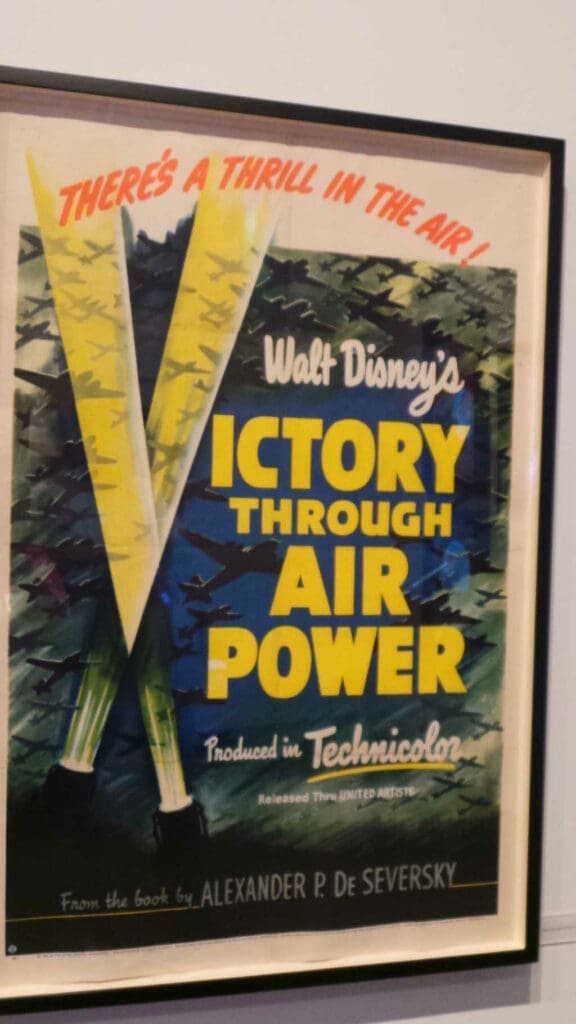 THERE'S A THRILL IN THE AIR!
Walt Disney's
VICTORY
THROUGH
AIR
POWER
Produced in Technicolor
Released Thru UNITED ARTISTS
From the book by ALEXANDER P. DE SEVERSKY